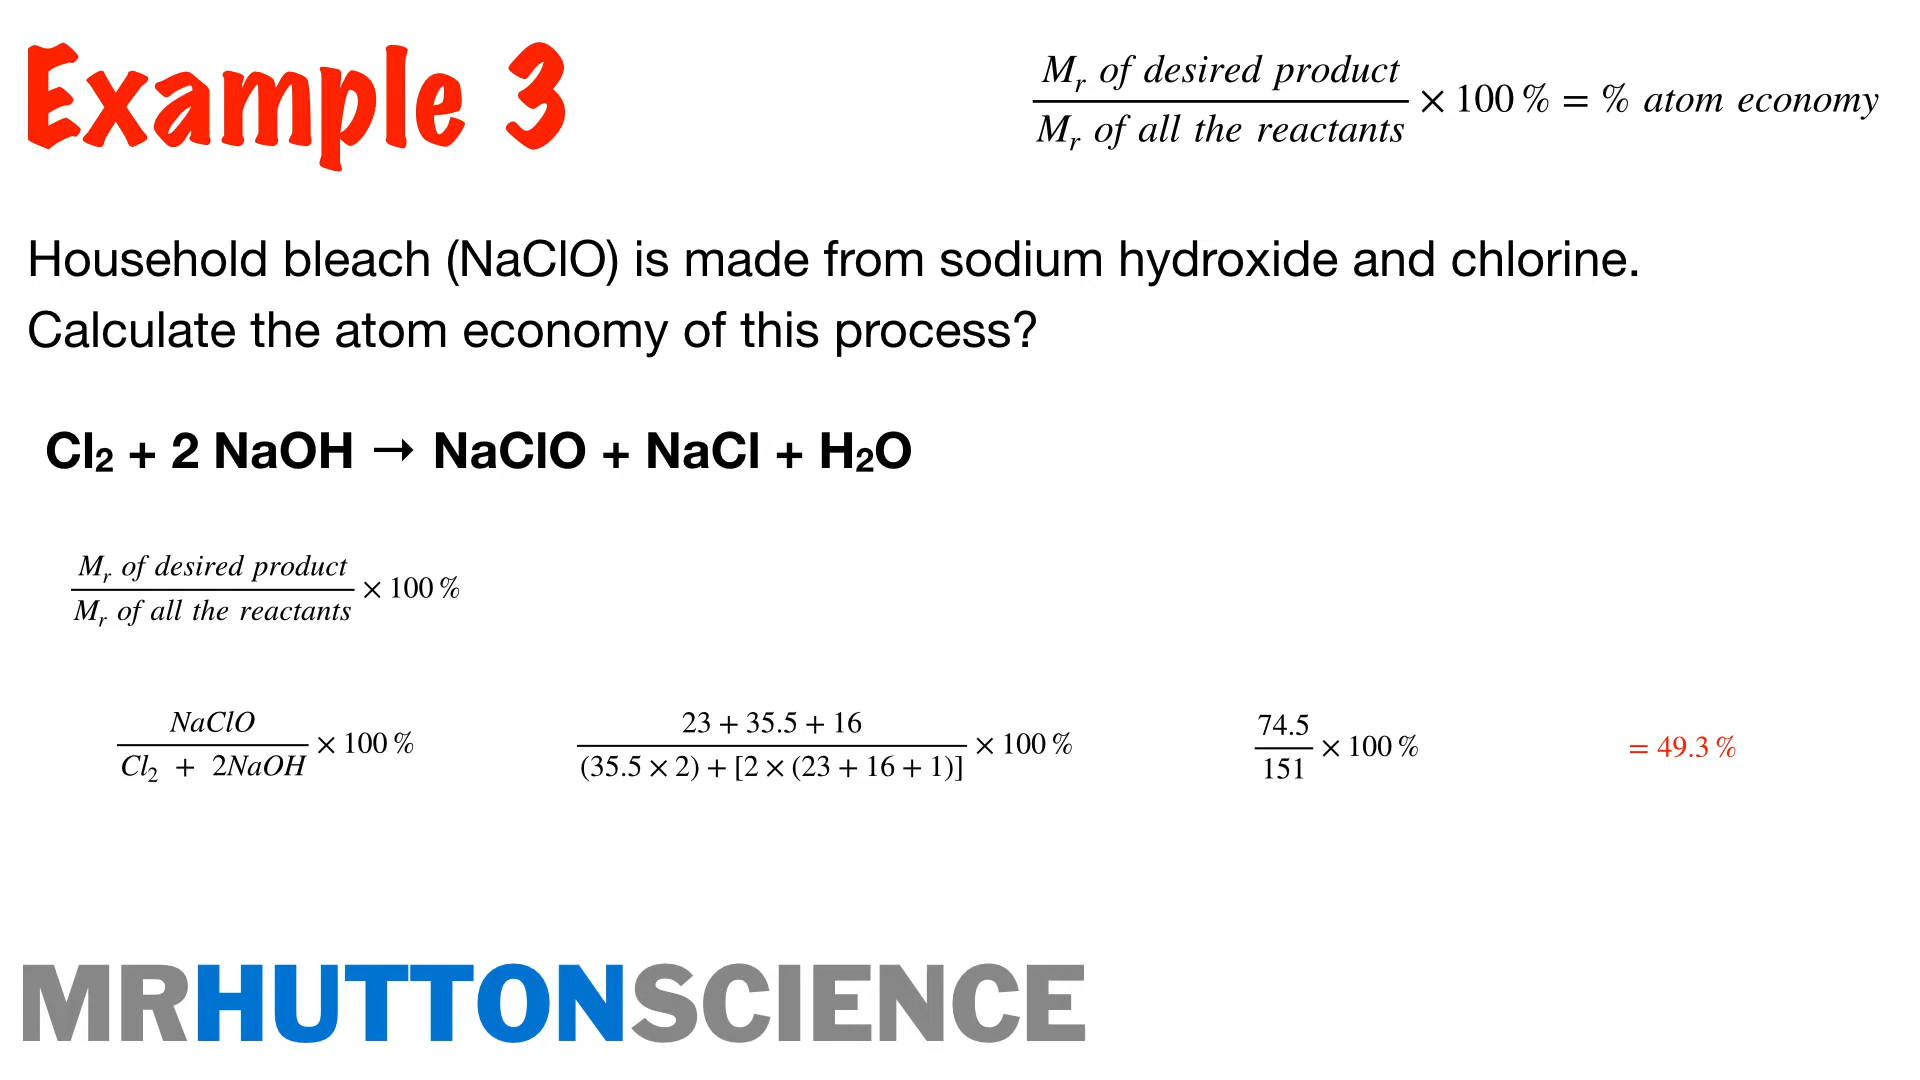 Example 3
M_r of desired product / M_r of all the reactants × 100 % = % atom economy
Household bleach (NaClO) is made from sodium hydroxide and chlorine.
Calculate the atom economy of this process?
Cl₂ + 2 NaOH → NaClO + NaCl + H₂O
M_r of desired product / M_r of all the reactants × 100 %
NaClO / Cl₂ + 2NaOH × 100 %
23 + 35.5 + 16 / (35.5 × 2) + [2 × (23 + 16 + 1)] × 100 %
74.5 / 151 × 100 %
= 49.3 %
MRHUTTONSCIENCE